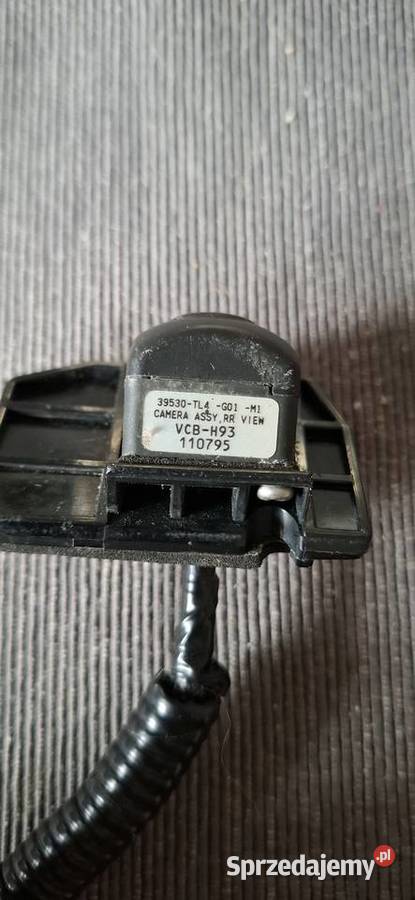 39530-TL4 -G01 -M1
CAMERA ASSY,RR VIEW
VCB-H93
110795
Sprzedajemy.pl